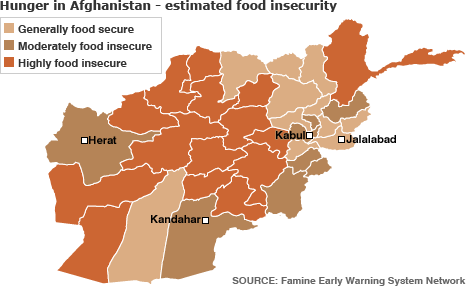 Hunger in Afghanistan - estimated food insecurity
Generally food secure
Moderately food insecure
Highly food insecure
Herat
Kabul
Jalalabad
Kandahar
SOURCE: Famine Early Warning System Network